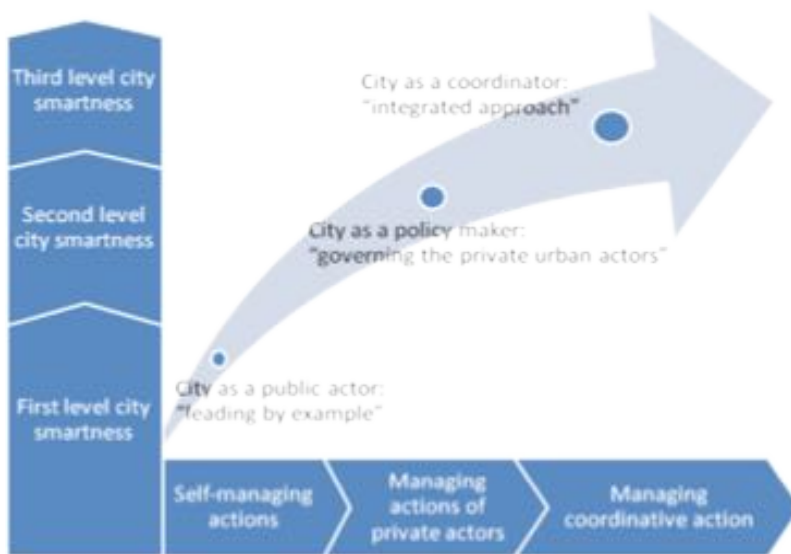 Third level city
smartness
City as a coordinator:
"integrated approach"
Second level
city smartness
City as a policy maker:
"governing the private urban actors"
City as a public actor:
"leading by example"
First level city
smartness
Self-managing
actions
Managing
actions of
private actors
Managing
coordinative action